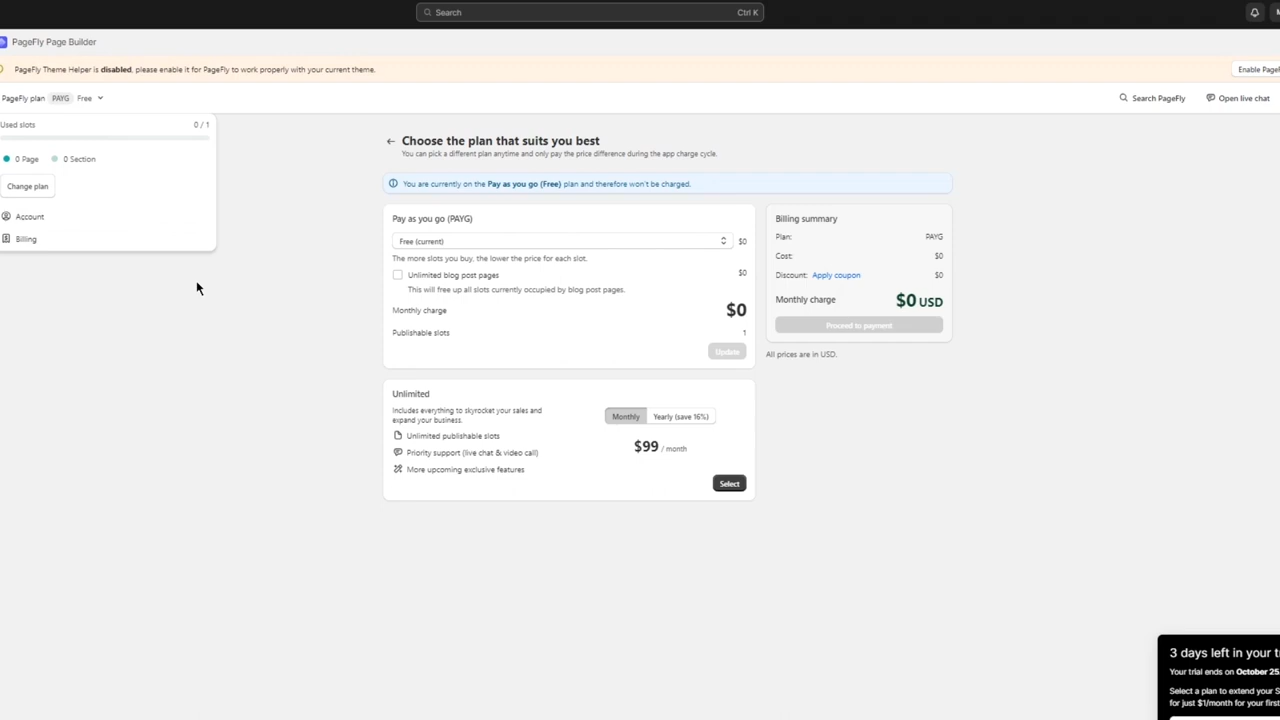 Search Ctrl K
PageFly Page Builder
PageFly Theme Helper is disabled, please enable it for PageFly to work properly with your current theme.
Enable PageF
PageFly plan PAYG Free
Search PageFly
Open live chat
Used slots 0 / 1
0 Page 0 Section
Change plan
Account
Billing
Choose the plan that suits you best
You can pick a different plan anytime and only pay the price difference during the app charge cycle.
You are currently on the Pay as you go (Free) plan and therefore won't be charged.
Pay as you go (PAYG)
Free (current) $0
The more slots you buy, the lower the price for each slot.
Unlimited blog post pages $0
This will free up all slots currently occupied by blog post pages.
Monthly charge $0
Publishable slots 1
Update
Billing summary
Plan: PAYG
Cost: $0
Discount: Apply coupon $0
Monthly charge $0 USD
Proceed to payment
All prices are in USD.
Unlimited
Includes everything to skyrocket your sales and
expand your business.
Unlimited publishable slots
Priority support (live chat & video call)
More upcoming exclusive features
Monthly Yearly (save 16%)
$99 / month
Select
3 days left in your t
Your trial ends on October 25
Select a plan to extend your S
for just $1/month for your first